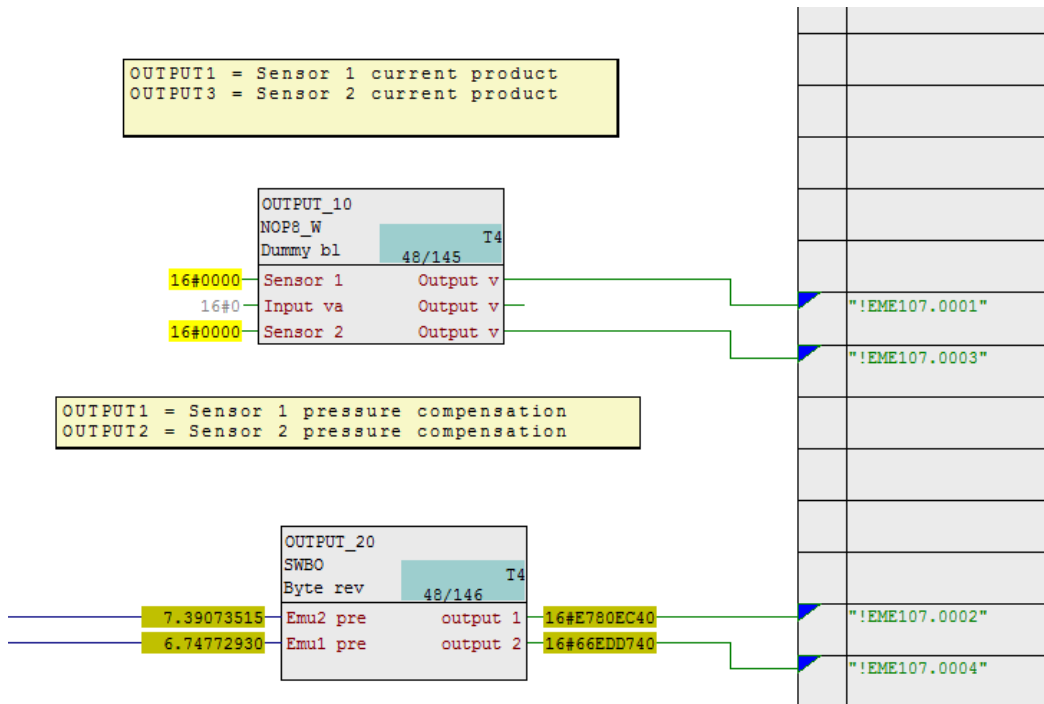 OUTPUT1 = Sensor 1 current product
OUTPUT3 = Sensor 2 current product
OUTPUT_10
NOP8_W
Dummy bl
T4
48/145
16#0000 Sensor 1 Output v
16#0 Input va Output v
16#0000 Sensor 2 Output v
"!EME107.0001"
"!EME107.0003"
OUTPUT1 = Sensor 1 pressure compensation
OUTPUT2 = Sensor 2 pressure compensation
OUTPUT_20
SWBO
Byte rev
T4
48/146
7.39073515 Emu2 pre output 1 16#E780EC40
6.74772930 Emu1 pre output 2 16#66EDD740
"!EME107.0002"
"!EME107.0004"